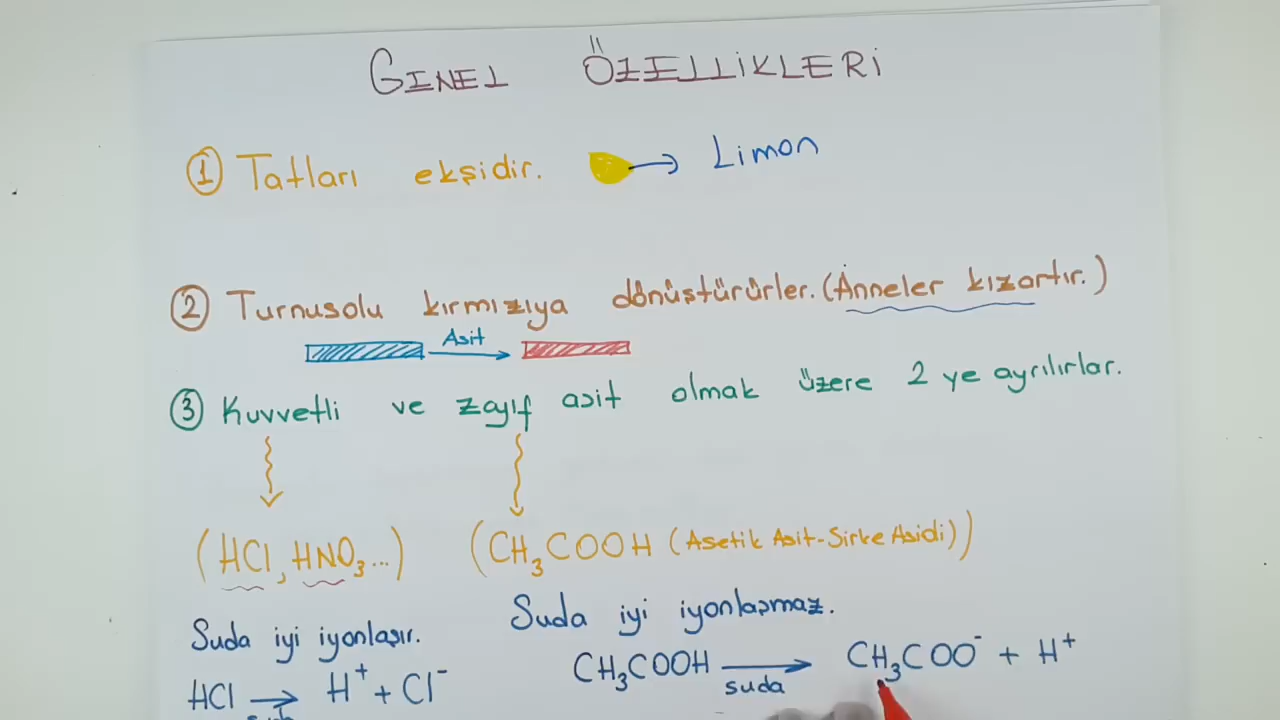 GENEL ÖZELLİKLERİ
① Tatları ekşidir. → Limon
② Turnusolu kırmızıya dönüştürürler. (Anneler kızartır.)
Asit
③ Kuvvetli ve zayıf asit olmak üzere 2 ye ayrılırlar.
(HCl, HNO₃...) (CH₃COOH (Asetik Asit-Sirke Asidi))
Suda iyi iyonlaşır. Suda iyi iyonlaşmaz.
CH₃COOH → CH₃COO⁻ + H⁺
suda
HCl → H⁺ + Cl⁻